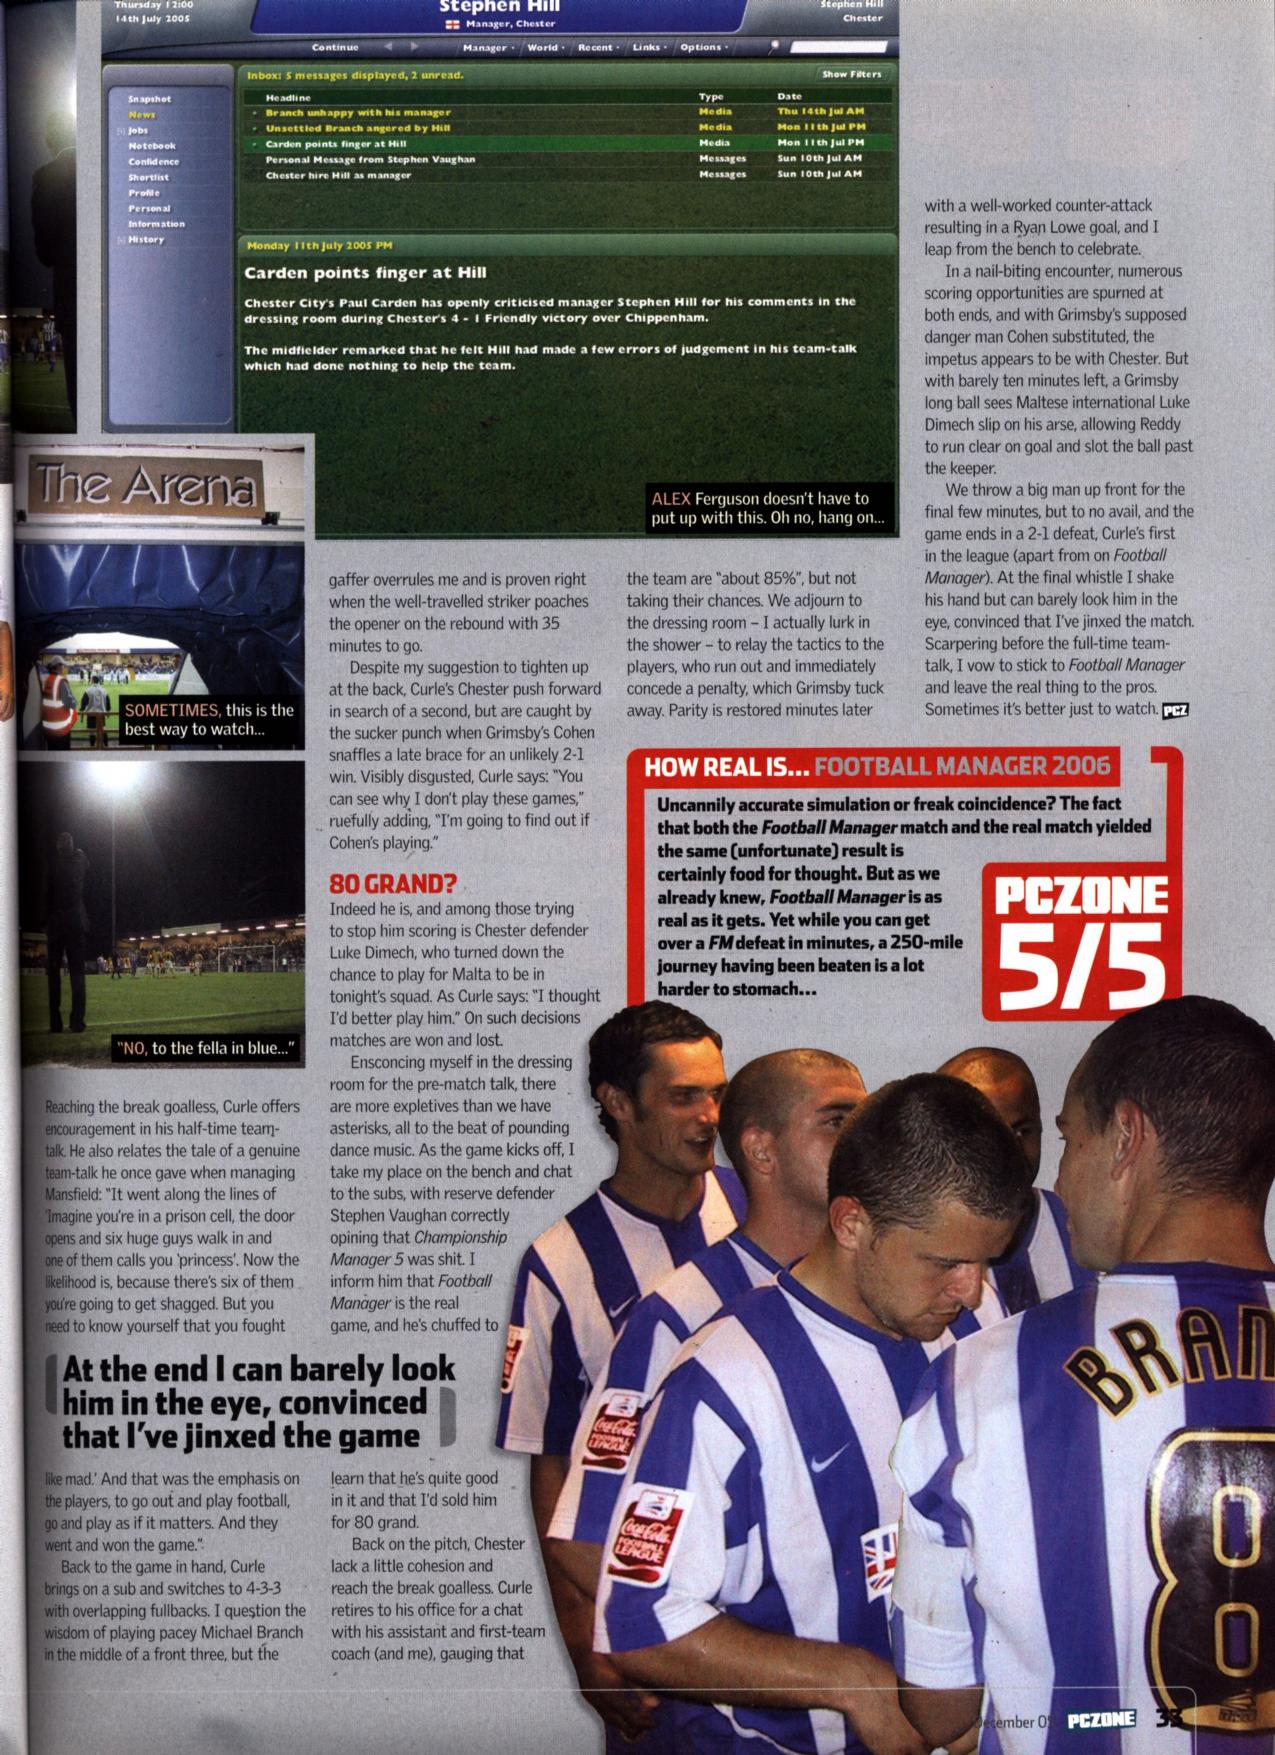 Thursday 12:00
14th July 2005
Stephen Hill
Manager, Chester
Stephen Hill
Chester
Continue
Manager
World
Recent
Links
Options
Snapshot
News
Jobs
Notebook
Confidence
Shortlist
Profile
Personal
Information
History
Inbox: 5 messages displayed, 2 unread.
Show Filters
Headline Type Date
Branch unhappy with his manager Media Thu 14th Jul AM
Unsettled Branch angered by Hill Media Mon 11th Jul PM
Carden points finger at Hill Media Mon 11th Jul PM
Personal Message from Stephen Vaughan Messages Sun 10th Jul AM
Chester hire Hill as manager Messages Sun 10th Jul AM
Monday 11th July 2005 PM
Carden points finger at Hill
Chester City's Paul Carden has openly criticised manager Stephen Hill for his comments in the
dressing room during Chester's 4 - 1 Friendly victory over Chippenham.
The midfielder remarked that he felt Hill had made a few errors of judgement in his team-talk
which had done nothing to help the team.
ALEX Ferguson doesn't have to
put up with this. Oh no, hang on...
The Arena
SOMETIMES, this is the
best way to watch...
"NO, to the fella in blue..."
Reaching the break goalless, Curle offers
encouragement in his half-time team-
talk. He also relates the tale of a genuine
team-talk he once gave when managing
Mansfield: "It went along the lines of
'Imagine you're in a prison cell, the door
opens and six huge guys walk in and
one of them calls you 'princess'. Now the
likelihood is, because there's six of them
you're going to get shagged. But you
need to know yourself that you fought
At the end I can barely look
him in the eye, convinced
that I've jinxed the game
like mad.' And that was the emphasis on
the players, to go out and play football,
go and play as if it matters. And they
went and won the game."
Back to the game in hand, Curle
brings on a sub and switches to 4-3-3
with overlapping fullbacks. I question the
wisdom of playing pacey Michael Branch
in the middle of a front three, but the
gaffer overrules me and is proven right
when the well-travelled striker poaches
the opener on the rebound with 35
minutes to go.
Despite my suggestion to tighten up
at the back, Curle's Chester push forward
in search of a second, but are caught by
the sucker punch when Grimsby's Cohen
snaffles a late brace for an unlikely 2-1
win. Visibly disgusted, Curle says: "You
can see why I don't play these games,"
ruefully adding, "I'm going to find out if
Cohen's playing."
80 GRAND?
Indeed he is, and among those trying
to stop him scoring is Chester defender
Luke Dimech, who turned down the
chance to play for Malta to be in
tonight's squad. As Curle says: "I thought
I'd better play him." On such decisions
matches are won and lost.
Ensconcing myself in the dressing
room for the pre-match talk, there
are more expletives than we have
asterisks, all to the beat of pounding
dance music. As the game kicks off, I
take my place on the bench and chat
to the subs, with reserve defender
Stephen Vaughan correctly
opining that Championship
Manager 5 was shit. I
inform him that Football
Manager is the real
game, and he's chuffed to
learn that he's quite good
in it and that I'd sold him
for 80 grand.
Back on the pitch, Chester
lack a little cohesion and
reach the break goalless. Curle
retires to his office for a chat
with his assistant and first-team
coach (and me), gauging that
the team are "about 85%", but not
taking their chances. We adjourn to
the dressing room – I actually lurk in
the shower – to relay the tactics to the
players, who run out and immediately
concede a penalty, which Grimsby tuck
away. Parity is restored minutes later
with a well-worked counter-attack
resulting in a Ryan Lowe goal, and I
leap from the bench to celebrate.
In a nail-biting encounter, numerous
scoring opportunities are spurned at
both ends, and with Grimsby's supposed
danger man Cohen substituted, the
impetus appears to be with Chester. But
with barely ten minutes left, a Grimsby
long ball sees Maltese international Luke
Dimech slip on his arse, allowing Reddy
to run clear on goal and slot the ball past
the keeper.
We throw a big man up front for the
final few minutes, but to no avail, and the
game ends in a 2-1 defeat, Curle's first
in the league (apart from on Football
Manager). At the final whistle I shake
his hand but can barely look him in the
eye, convinced that I've jinxed the match.
Scarpering before the full-time team-
talk, I vow to stick to Football Manager
and leave the real thing to the pros.
Sometimes it's better just to watch. PCZ
HOW REAL IS... FOOTBALL MANAGER 2006
Uncannily accurate simulation or freak coincidence? The fact
that both the Football Manager match and the real match yielded
the same (unfortunate) result is
certainly food for thought. But as we
already knew, Football Manager is as
real as it gets. Yet while you can get
over a FM defeat in minutes, a 250-mile
journey having been beaten is a lot
harder to stomach...
PCZONE
5/5
BRAN
8
Coca-Cola
FOOTBALL
LEAGUE
Coca-Cola
FOOTBALL
LEAGUE
December 0
PCZONE
33